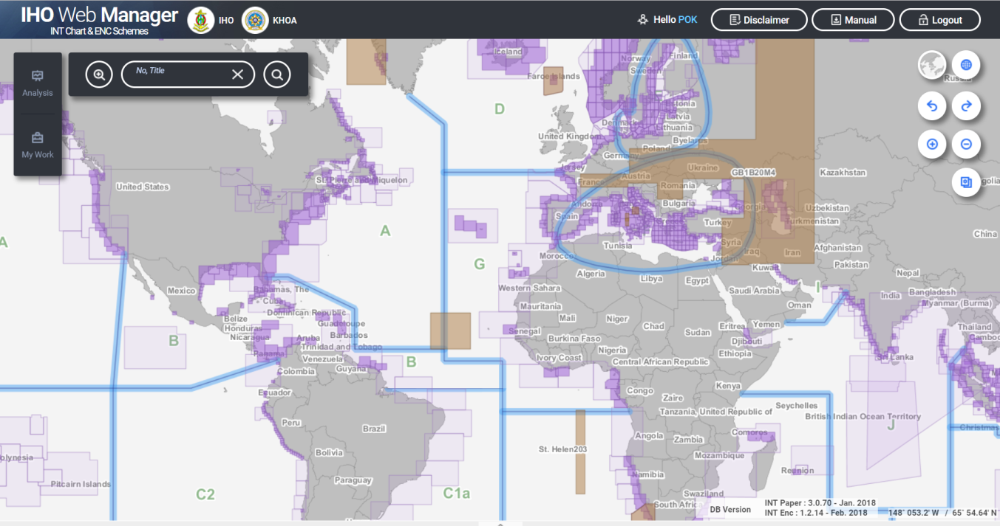 IHO Web Manager
INT Chart & ENC Schemes
IHO
KHOA
Hello POK
Disclaimer
Manual
Logout
Analysis
My Work
No, Title
Iceland
Norway
Finland
Sweden
Faroe Islands
Russia
D
Estonia
Latvia
Lithuania
Denmark
United Kingdom
Byelarus
Poland
Germany
Jersey
Ukraine
GB1B20M4
Kazakhstan
Austria
France
St. Pierre and Miquelon
United States
Romania
Andorra
Bulgaria
Georgia
Uzbekistan
Spain
Turkey
Turkmenistan
A
A
China
Tunisia
Syria
Iraq
Iran
Afghanistan
Morocco
Jordan
Pakistan
G
Kuwait
Algeria
Libya
Egypt
Nepal
Mexico
Bahamas, The
Western Sahara
Saudi Arabia
I
India
Bangladesh
Cuba
Mauritania
Oman
Myanmar (Burma)
Dominican Republic
Belize
Mali
Niger
Chad
Eritrea
Yemen
Thailand
Honduras
Guadeloupe
Senegal
Sudan
Nicaragua
Aruba
Barbados
Burkina Faso
Djibouti
B
Trinidad and Tobago
Nigeria
Ethiopia
Panama
Venezuela
Ivory Coast
Central African Republic
Sri Lanka
B
Colombia
Guyana
Ecuador
Congo
Kenya
Zaire
Seychelles
Tanzania, United Republic of
British Indian Ocean Territory
J
Christmas
Peru
Brazil
Angola
Zambia
Comoros
Bolivia
St. Helen203
Mozambique
Reunion
Namibia
Pitcairn Islands
Paraguay
C2
C1a
Swaziland
South Africa
DB Version
INT Paper : 3.0.70 - Jan. 2018
INT Enc : 1.2.14 - Feb. 2018
148° 053.2' W / 65° 54.64' N